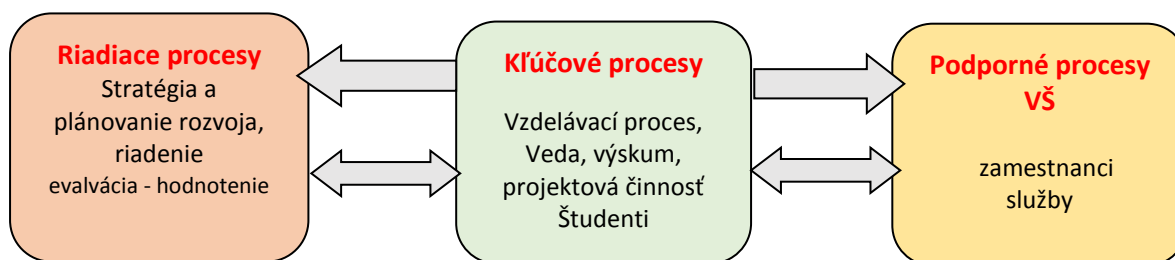 Riadiace procesy
Stratégia a
plánovanie rozvoja,
riadenie
evalvácia - hodnotenie
Kľúčové procesy
Vzdelávací proces,
Veda, výskum,
projektová činnosť
Študenti
Podporné procesy
VŠ
zamestnanci
služby